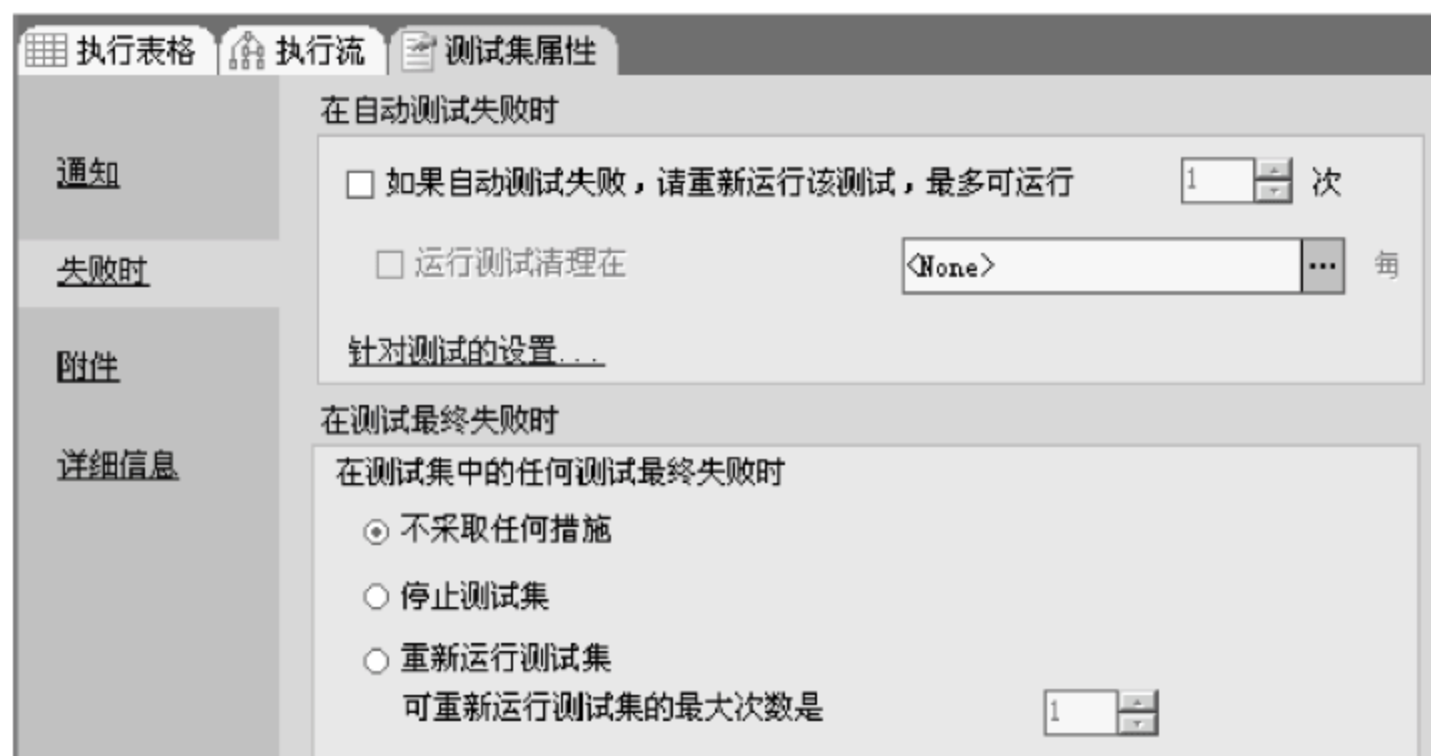 执行表格 执行流 测试集属性
通知
失败时
附件
详细信息
在自动测试失败时
如果自动测试失败，请重新运行该测试，最多可运行 1 次
运行测试清理在 <None> ... 每
针对测试的设置...
在测试最终失败时
在测试集中的任何测试最终失败时
不采取任何措施
停止测试集
重新运行测试集
可重新运行测试集的最大次数是 1